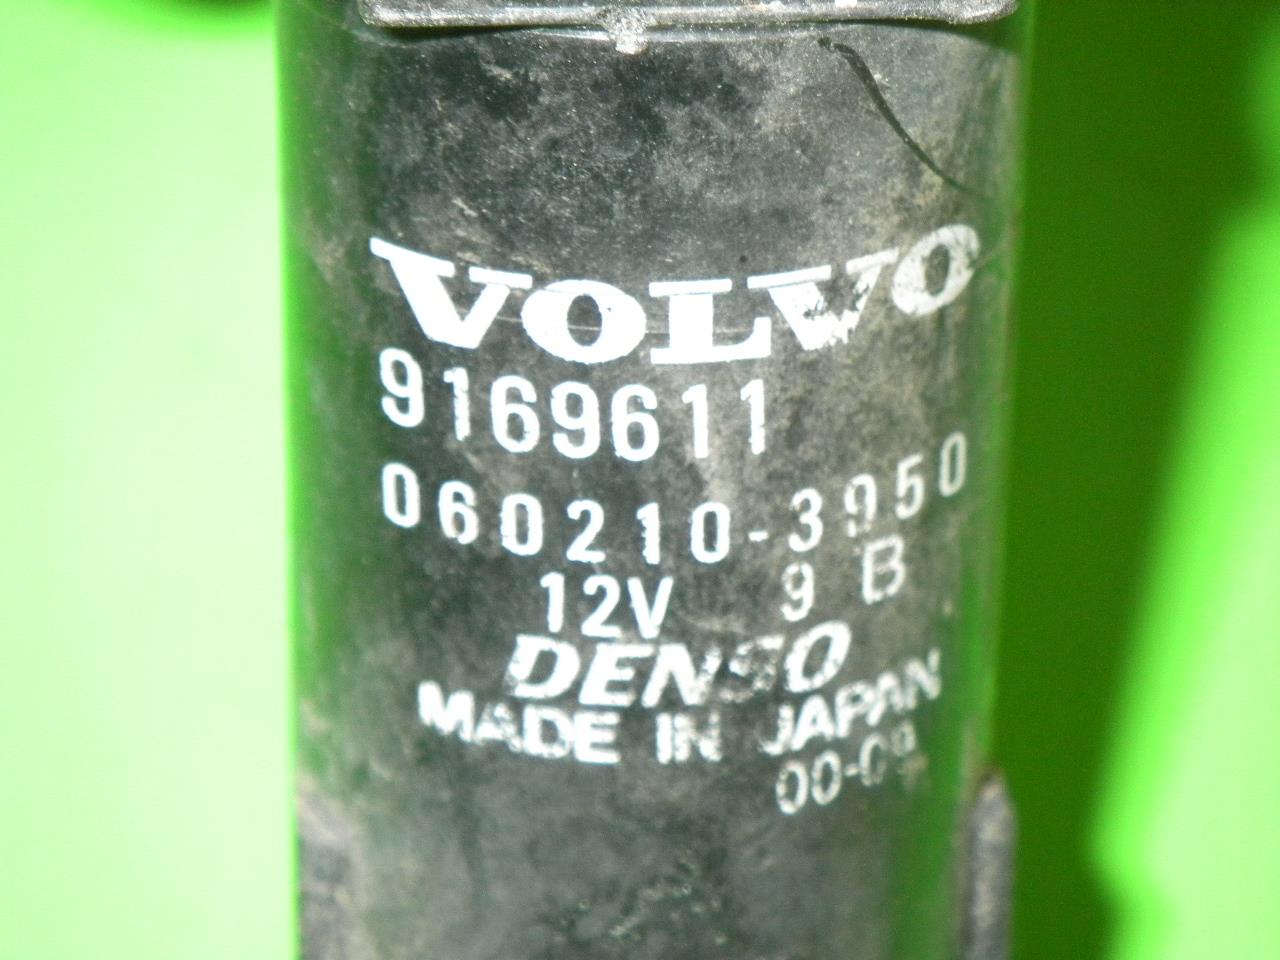 VOLVO
9169611
060210-3950
12V 9 B
DENSO
MADE IN JAPAN